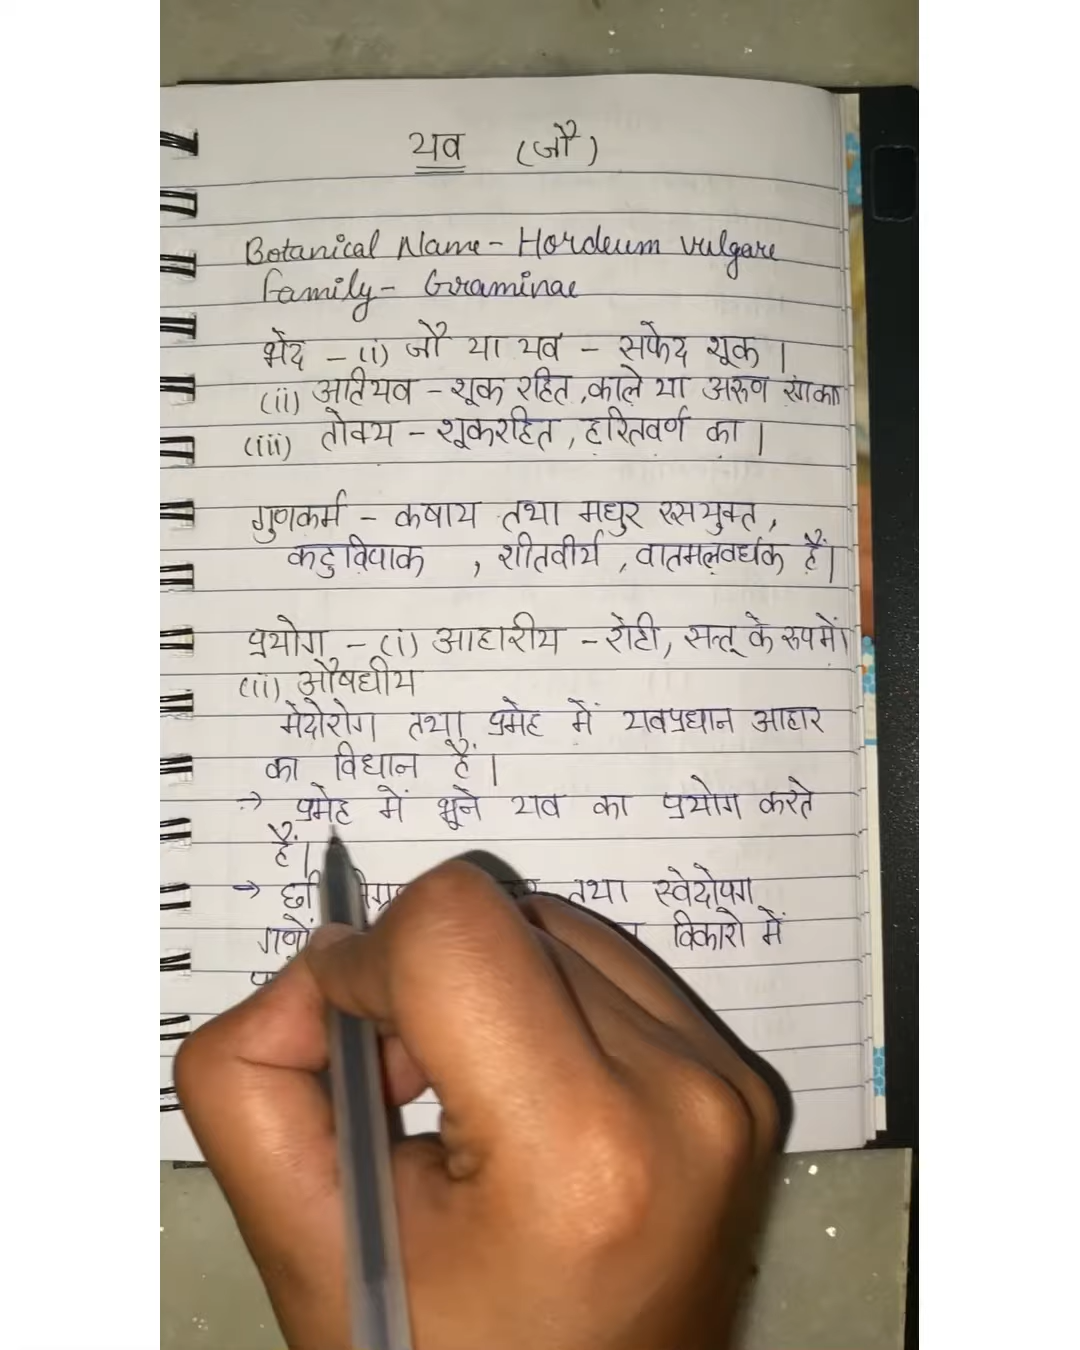 यव (जौ)
Botanical Name - Hordeum vulgare
Family - Graminae
भेद - (i) जौ या यव - सफेद शूक।
(ii) अतियव - शूक रहित, काले या अरुण रंग का
(iii) तोक्य - शूकरहित, हरितवर्ण का।
गुणकर्म - कषाय तथा मधुर रसयुक्त,
कटु विपाक , शीतवीर्य, वातमलवर्धक हैं।
प्रयोग - (i) आहारीय - रोटी, सत्तू के रूप में
(ii) औषधीय
मेदोरोग तथा प्रमेह में यवप्रधान आहार
का विधान हैं।
→ प्रमेह में भूने यव का प्रयोग करते
हैं।
→ तथा स्वेदोपग
विकारो में